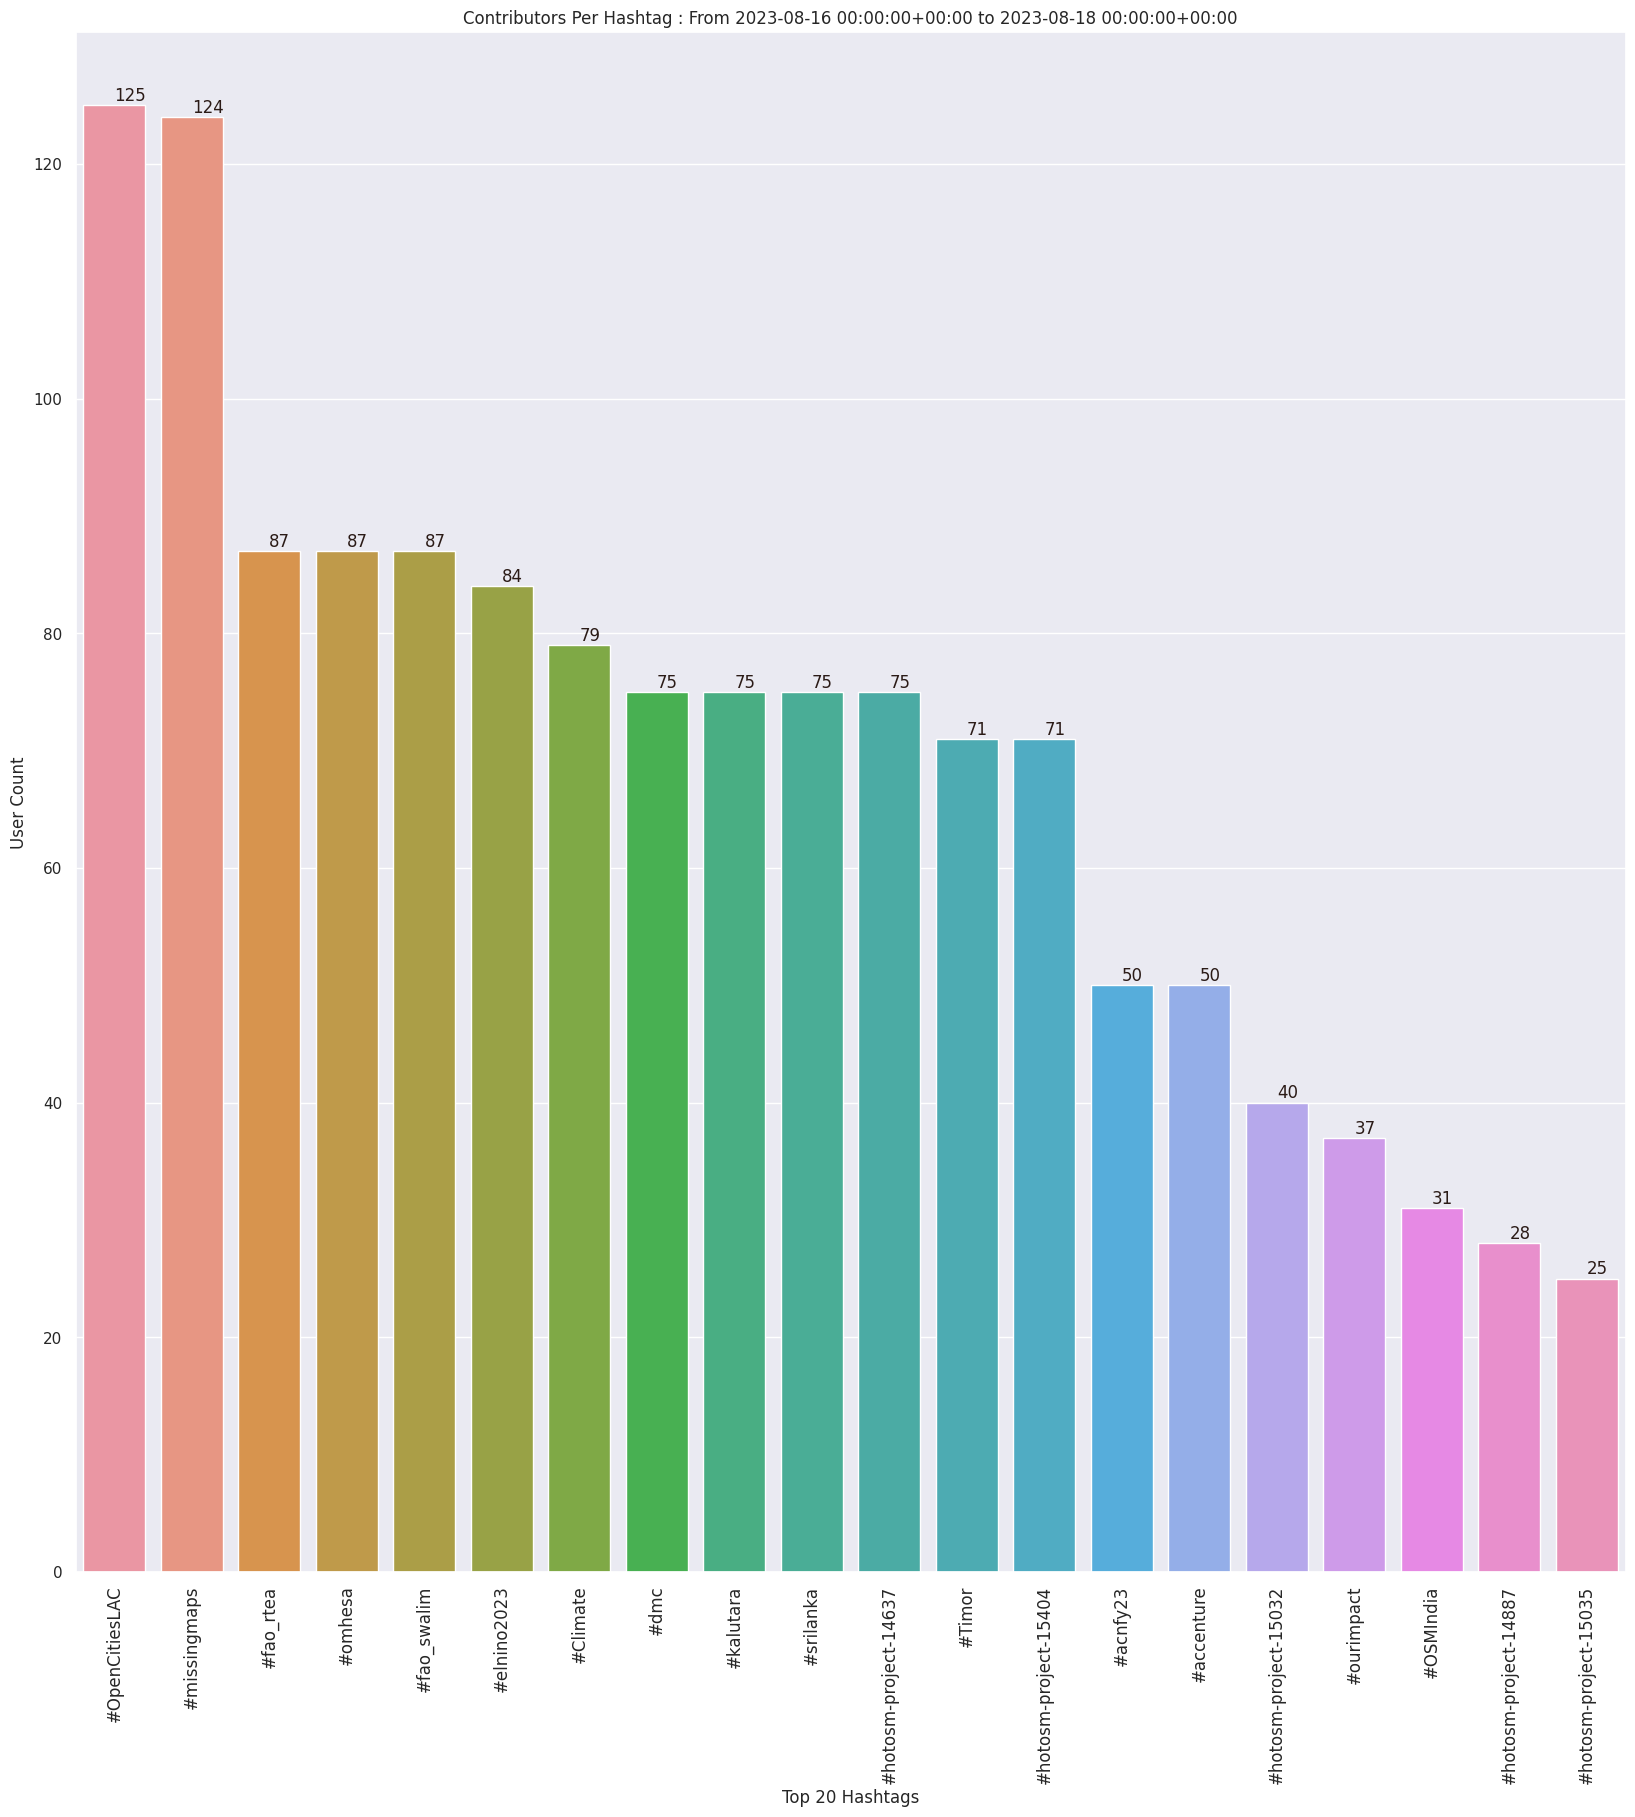 Contributors Per Hashtag : From 2023-08-16 00:00:00+00:00 to 2023-08-18 00:00:00+00:00
125
124
87
87
87
84
79
75
75
75
75
71
71
50
50
40
37
31
28
25
120
100
80
60
40
20
0
User Count
#OpenCitiesLAC
#missingmaps
#fao_rtea
#omhesa
#fao_swalim
#elnino2023
#Climate
#dmc
#kalutara
#srilanka
#hotosm-project-14637
#Timor
#hotosm-project-15404
#acnfy23
#accenture
#hotosm-project-15032
#ourimpact
#OSMIndia
#hotosm-project-14887
#hotosm-project-15035
Top 20 Hashtags